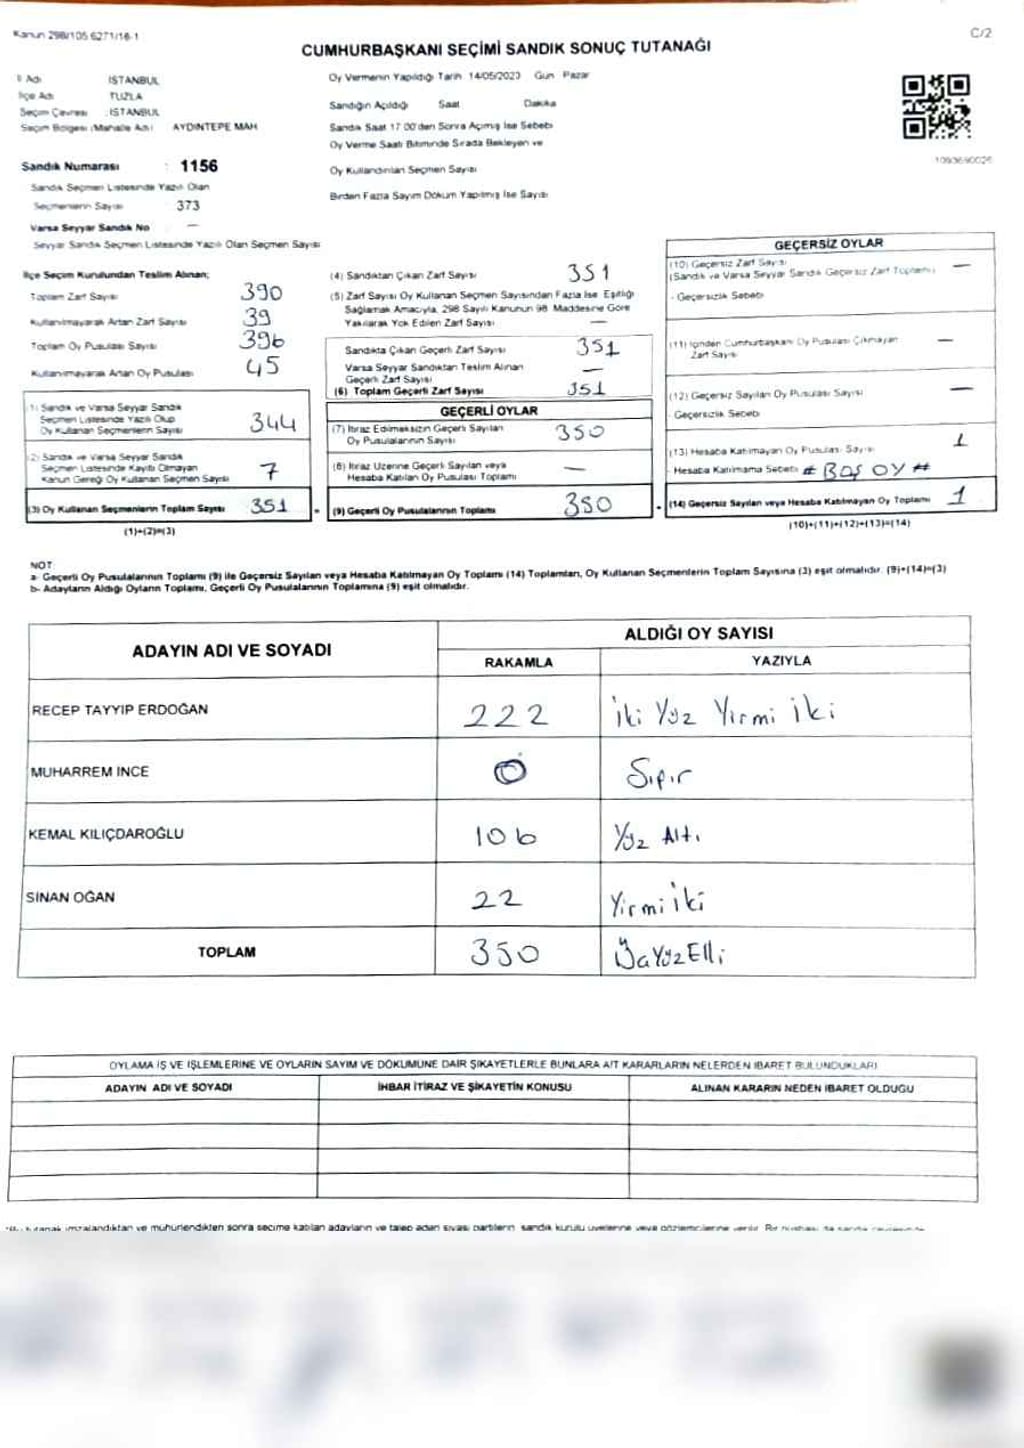 Kanun 298/105 6271/18-1
C/2
CUMHURBAŞKANI SEÇİMİ SANDIK SONUÇ TUTANAĞI
İl Adı İSTANBUL
İlçe Adı TUZLA
Seçim Çevresi : İSTANBUL
Seçim Bölgesi (Mahalle Adı) AYDINTEPE MAH
Sandık Numarası : 1156
Sandık Seçmen Listesinde Yazılı Olan
Seçmenlerin Sayısı 373
Varsa Seyyar Sandık No —
Seyyar Sandık Seçmen Listesinde Yazılı Olan Seçmen Sayısı
Oy Vermenin Yapıldığı Tarih 14/05/2023 Gün Pazar
Sandığın Açıldığı Saat Dakika
Sandık Saat 17 00'den Sonra Açımış İse Sebebi
Oy Verme Saati Bitiminde Sırada Bekleyen ve
Oy Kullandırılan Seçmen Sayısı
Birden Fazla Sayım Döküm Yapılmış İse Sayısı
İlçe Seçim Kurulundan Teslim Alınan;
Toplam Zarf Sayısı 390
Kullanılmayarak Artan Zarf Sayısı 39
Toplam Oy Pusulası Sayısı 396
Kullanılmayarak Artan Oy Pusulası 45
(1) Sandık ve Varsa Seyyar Sandık
Seçmen Listesinde Yazılı Olup
Oy Kullanan Seçmenlerin Sayısı 344
(2) Sandık ve Varsa Seyyar Sandık
Seçmen Listesinde Kayıtlı Olmayan
Kanun Gereği Oy Kullanan Seçmen Sayısı 7
(3) Oy Kullanan Seçmenlerin Toplam Sayısı 351
(1)+(2)=(3)
(4) Sandıktan Çıkan Zarf Sayısı 351
(5) Zarf Sayısı Oy Kullanan Seçmen Sayısından Fazla İse Eşitliği
Sağlamak Amacıyla, 298 Sayılı Kanunun 98. Maddesine Göre
Yakılarak Yok Edilen Zarf Sayısı —
Sandıkta Çıkan Geçerli Zarf Sayısı 351
Varsa Seyyar Sandıktan Teslim Alınan
Geçerli Zarf Sayısı —
(6) Toplam Geçerli Zarf Sayısı 351
GEÇERLİ OYLAR
(7) İtiraz Edilmeksizin Geçerli Sayılan
Oy Pusulalarının Sayısı 350
(8) İtiraz Üzerine Geçerli Sayılan veya
Hesaba Katılan Oy Pusulası Toplamı —
(9) Geçerli Oy Pusulalarının Toplamı 350
GEÇERSİZ OYLAR
(10) Geçersiz Zarf Sayısı —
(Sandık ve Varsa Seyyar Sandık Geçersiz Zarf Toplamı)
- Geçersizlik Sebebi
(11) İçinden Cumhurbaşkanı Oy Pusulası Çıkmayan —
Zarf Sayısı
(12) Geçersiz Sayılan Oy Pusulası Sayısı —
- Geçersizlik Sebebi
(13) Hesaba Katılmayan Oy Pusulası Sayısı 1
- Hesaba Katılmama Sebebi # BOŞ OY #
(14) Geçersiz Sayılan veya Hesaba Katılmayan Oy Toplamı 1
(10)+(11)+(12)+(13)=(14)
NOT:
a- Geçerli Oy Pusulalarının Toplamı (9) ile Geçersiz Sayılan veya Hesaba Katılmayan Oy Toplamı (14) Toplamları, Oy Kullanan Seçmenlerin Toplam Sayısına (3) eşit olmalıdır. (9)+(14)=(3)
b- Adayların Aldığı Oyların Toplamı, Geçerli Oy Pusulalarının Toplamına (9) eşit olmalıdır.
ADAYIN ADI VE SOYADI
ALDIĞI OY SAYISI
RAKAMLA YAZIYLA
RECEP TAYYİP ERDOĞAN 222 İki Yüz Yirmi İki
MUHARREM İNCE 0 Sıfır
KEMAL KILIÇDAROĞLU 106 Yüz Altı
SİNAN OĞAN 22 Yirmi İki
TOPLAM 350
OYLAMA İŞ VE İŞLEMLERİNE VE OYLARIN SAYIM VE DÖKÜMÜNE DAİR ŞİKAYETLERLE BUNLARA AİT KARARLARIN NELERDEN İBARET BULUNDUKLARI
ADAYIN ADI VE SOYADI İHBAR İTİRAZ VE ŞİKAYETİN KONUSU ALINAN KARARIN NEDEN İBARET OLDUĞU
tutanak imzalandıktan ve mühürlendikten sonra seçime katılan adayların ve talep eden siyasi partilerin sandık kurulu üyelerine veya gözlemcilerine verilir.